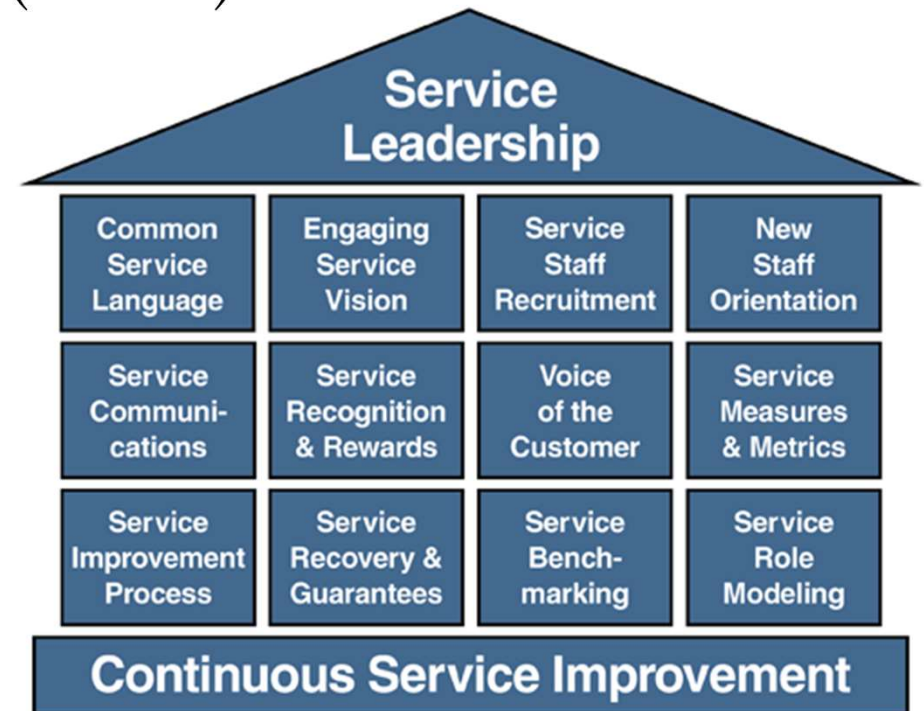 Service
Leadership
Common
Service
Language
Engaging
Service
Vision
Service
Staff
Recruitment
New
Staff
Orientation
Service
Communi-
cations
Service
Recognition
& Rewards
Voice
of the
Customer
Service
Measures
& Metrics
Service
Improvement
Process
Service
Recovery &
Guarantees
Service
Bench-
marking
Service
Role
Modeling
Continuous Service Improvement